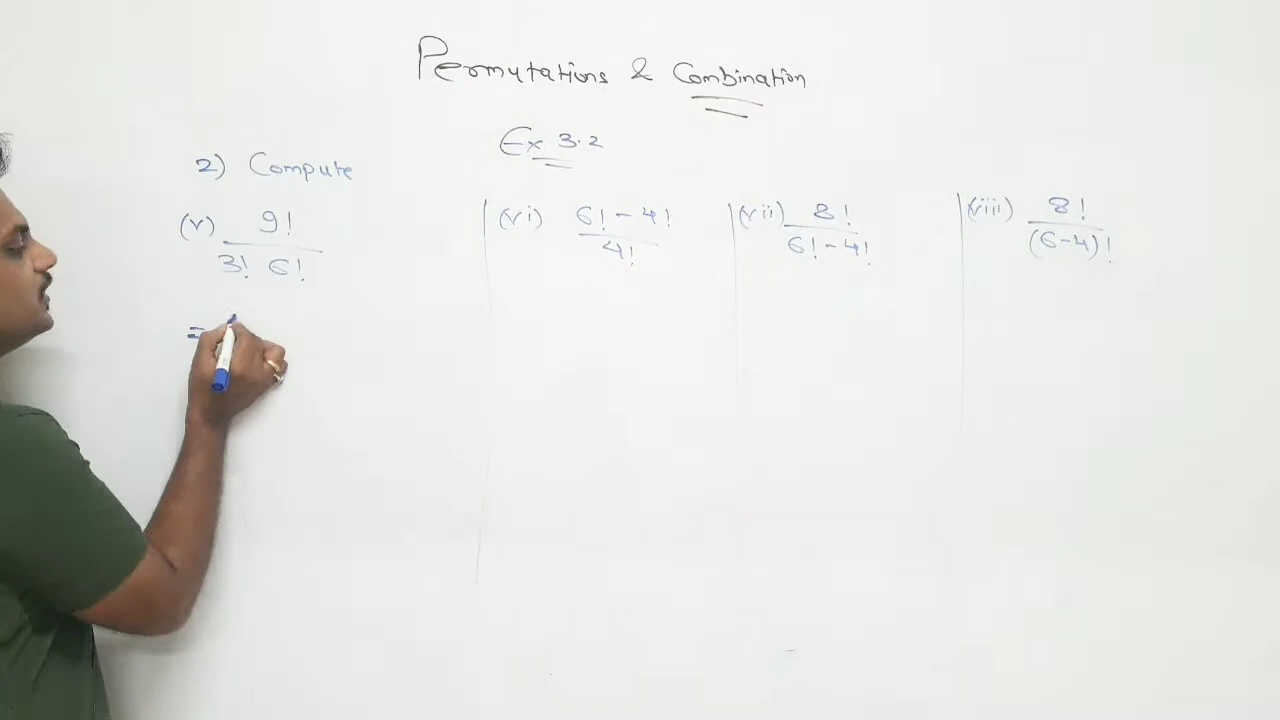 Permutations & Combination
Ex 3.2
2) Compute
(v) 9! / 3! 6!
(vi) 6! - 4! / 4!
(vii) 8! / 6! - 4!
(viii) 8! / (6-4)!
=